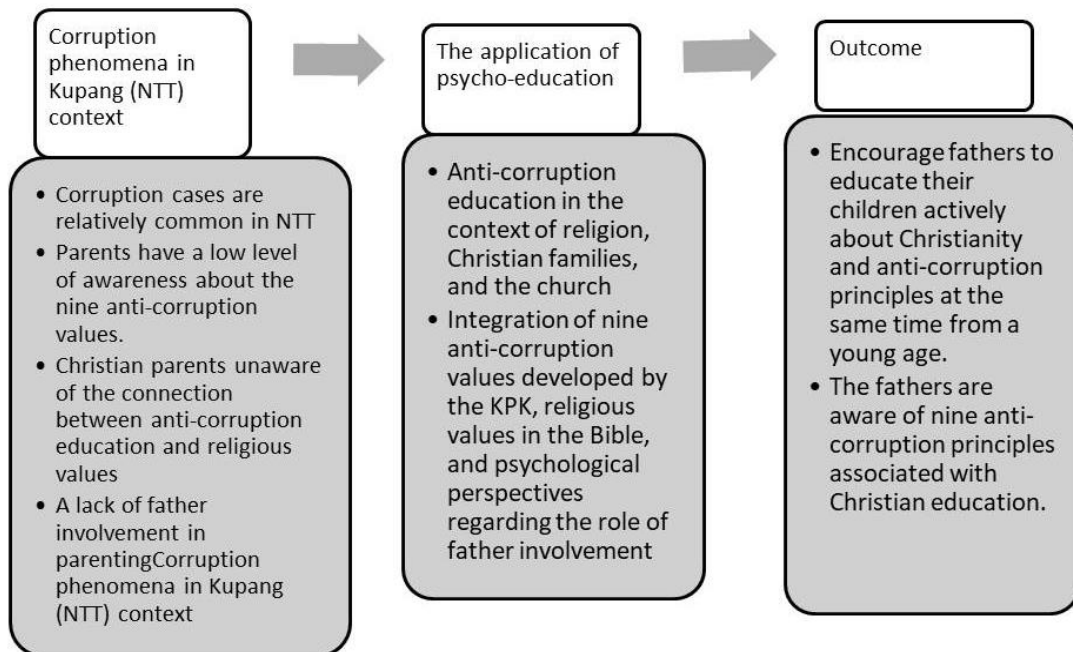 Corruption
phenomena in
Kupang (NTT)
context
• Corruption cases are
relatively common in NTT
• Parents have a low level
of awareness about the
nine anti-corruption
values.
• Christian parents unaware
of the connection
between anti-corruption
education and religious
values
• A lack of father
involvement in
parentingCorruption
phenomena in Kupang
(NTT) context
The application of
psycho-education
• Anti-corruption
education in the
context of religion,
Christian families,
and the church
• Integration of nine
anti-corruption
values developed by
the KPK, religious
values in the Bible,
and psychological
perspectives
regarding the role of
father involvement
Outcome
• Encourage fathers to
educate their
children actively
about Christianity
and anti-corruption
principles at the
same time from a
young age.
• The fathers are
aware of nine anti-
corruption principles
associated with
Christian education.